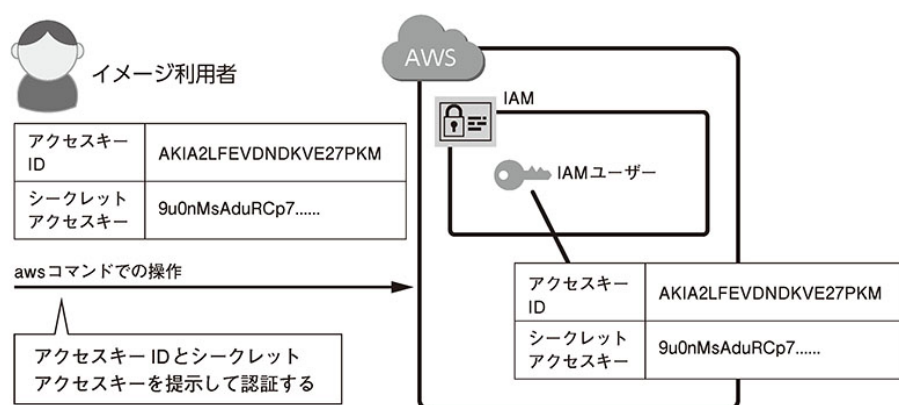 イメージ利用者
アクセスキー
ID
AKIA2LFEVDNDKVE27PKM
シークレット
アクセスキー
9u0nMsAduRCp7......
awsコマンドでの操作
アクセスキー IDとシークレット
アクセスキーを提示して認証する
AWS
IAM
IAMユーザー
アクセスキー
ID
AKIA2LFEVDNDKVE27PKM
シークレット
アクセスキー
9u0nMsAduRCp7......